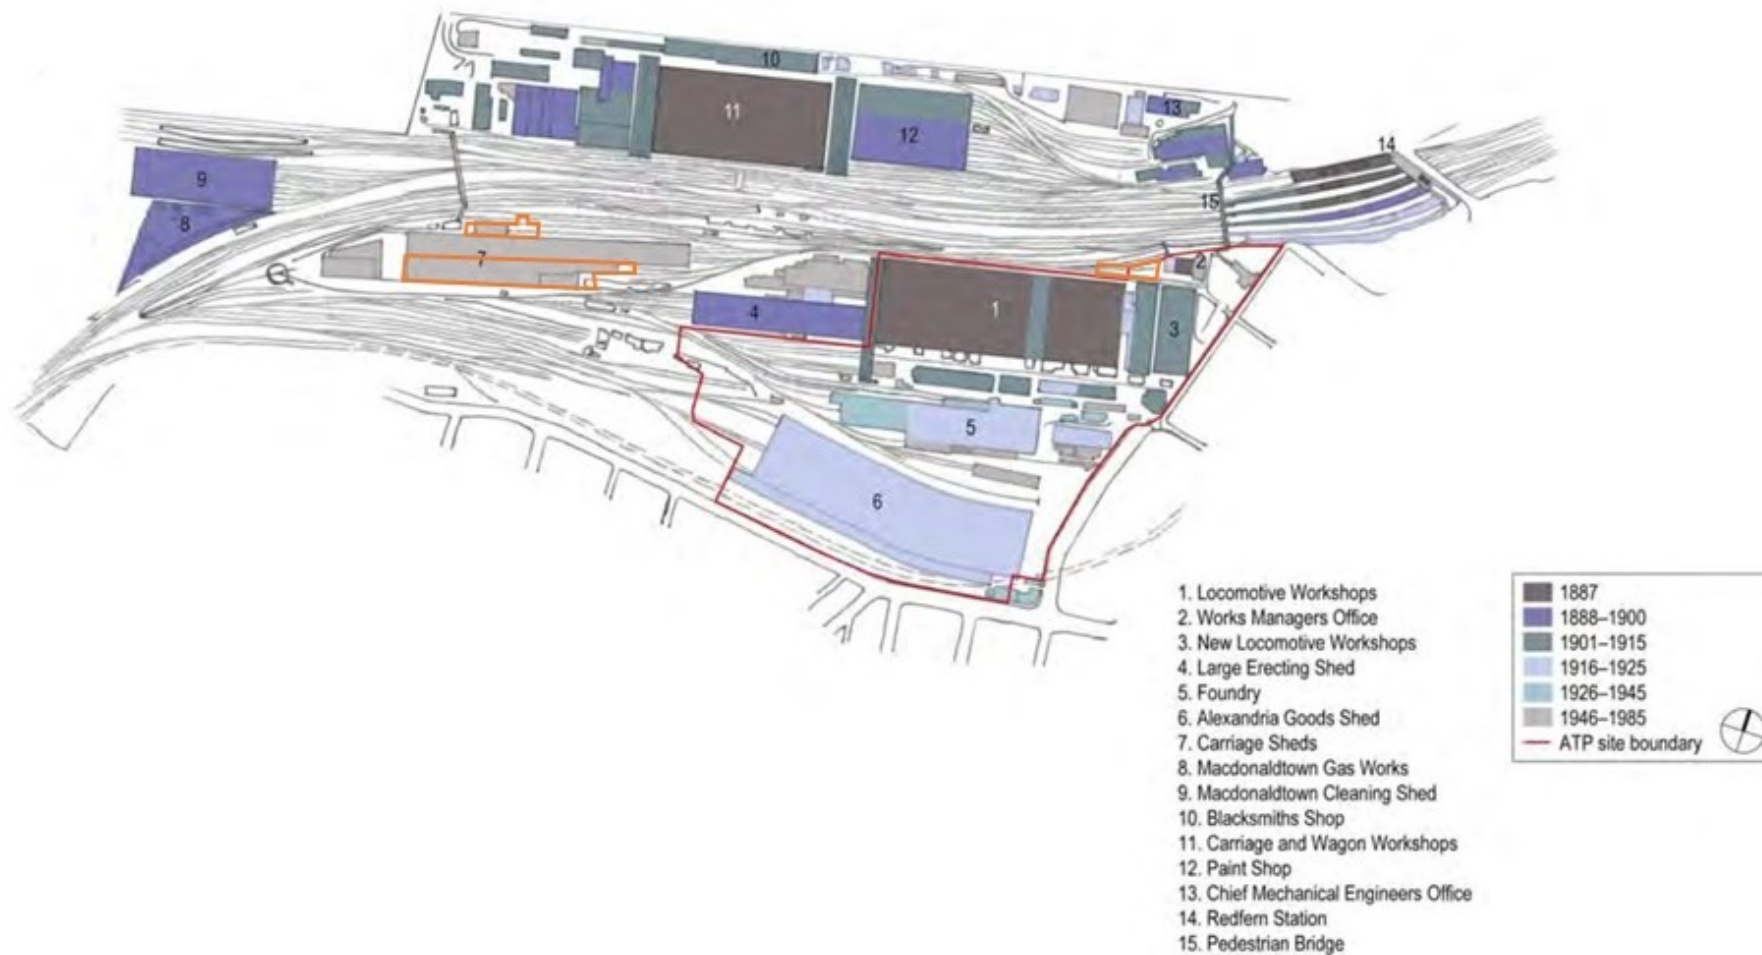 10
11
13
12
14
9
15
8
7
2
1
4
3
5
6
1. Locomotive Workshops
2. Works Managers Office
3. New Locomotive Workshops
4. Large Erecting Shed
5. Foundry
6. Alexandria Goods Shed
7. Carriage Sheds
8. Macdonaldtown Gas Works
9. Macdonaldtown Cleaning Shed
10. Blacksmiths Shop
11. Carriage and Wagon Workshops
12. Paint Shop
13. Chief Mechanical Engineers Office
14. Redfern Station
15. Pedestrian Bridge
1887
1888–1900
1901–1915
1916–1925
1926–1945
1946–1985
ATP site boundary